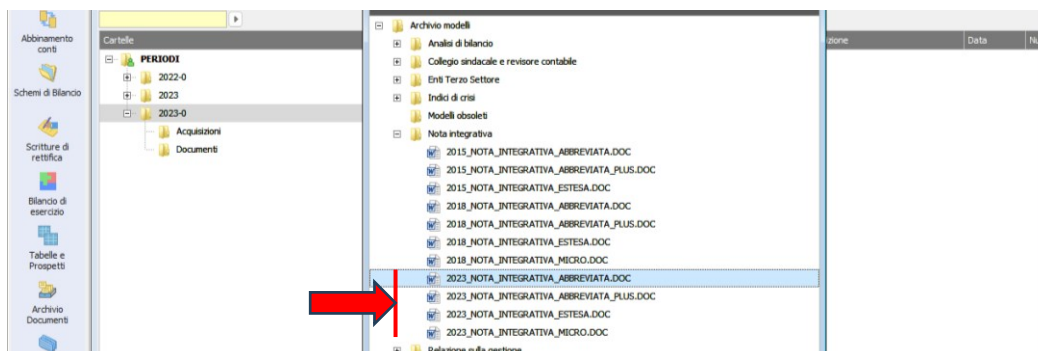 Abbinamento
conti
Schemi di Bilancio
Scritture di
rettifica
Bilancio di
esercizio
Tabelle e
Prospetti
Archivio
Documenti
Cartelle
PERIODI
2022-0
2023
2023-0
Acquisizioni
Documenti
Archivio modelli
Analisi di bilancio
Collegio sindacale e revisore contabile
Enti Terzo Settore
Indici di crisi
Modelli obsoleti
Nota integrativa
2015_NOTA_INTEGRATIVA_ABBREVIATA.DOC
2015_NOTA_INTEGRATIVA_ABBREVIATA_PLUS.DOC
2015_NOTA_INTEGRATIVA_ESTESA.DOC
2018_NOTA_INTEGRATIVA_ABBREVIATA.DOC
2018_NOTA_INTEGRATIVA_ABBREVIATA_PLUS.DOC
2018_NOTA_INTEGRATIVA_ESTESA.DOC
2018_NOTA_INTEGRATIVA_MICRO.DOC
2023_NOTA_INTEGRATIVA_ABBREVIATA.DOC
2023_NOTA_INTEGRATIVA_ABBREVIATA_PLUS.DOC
2023_NOTA_INTEGRATIVA_ESTESA.DOC
2023_NOTA_INTEGRATIVA_MICRO.DOC
Relazione sulla gestione
izione
Data